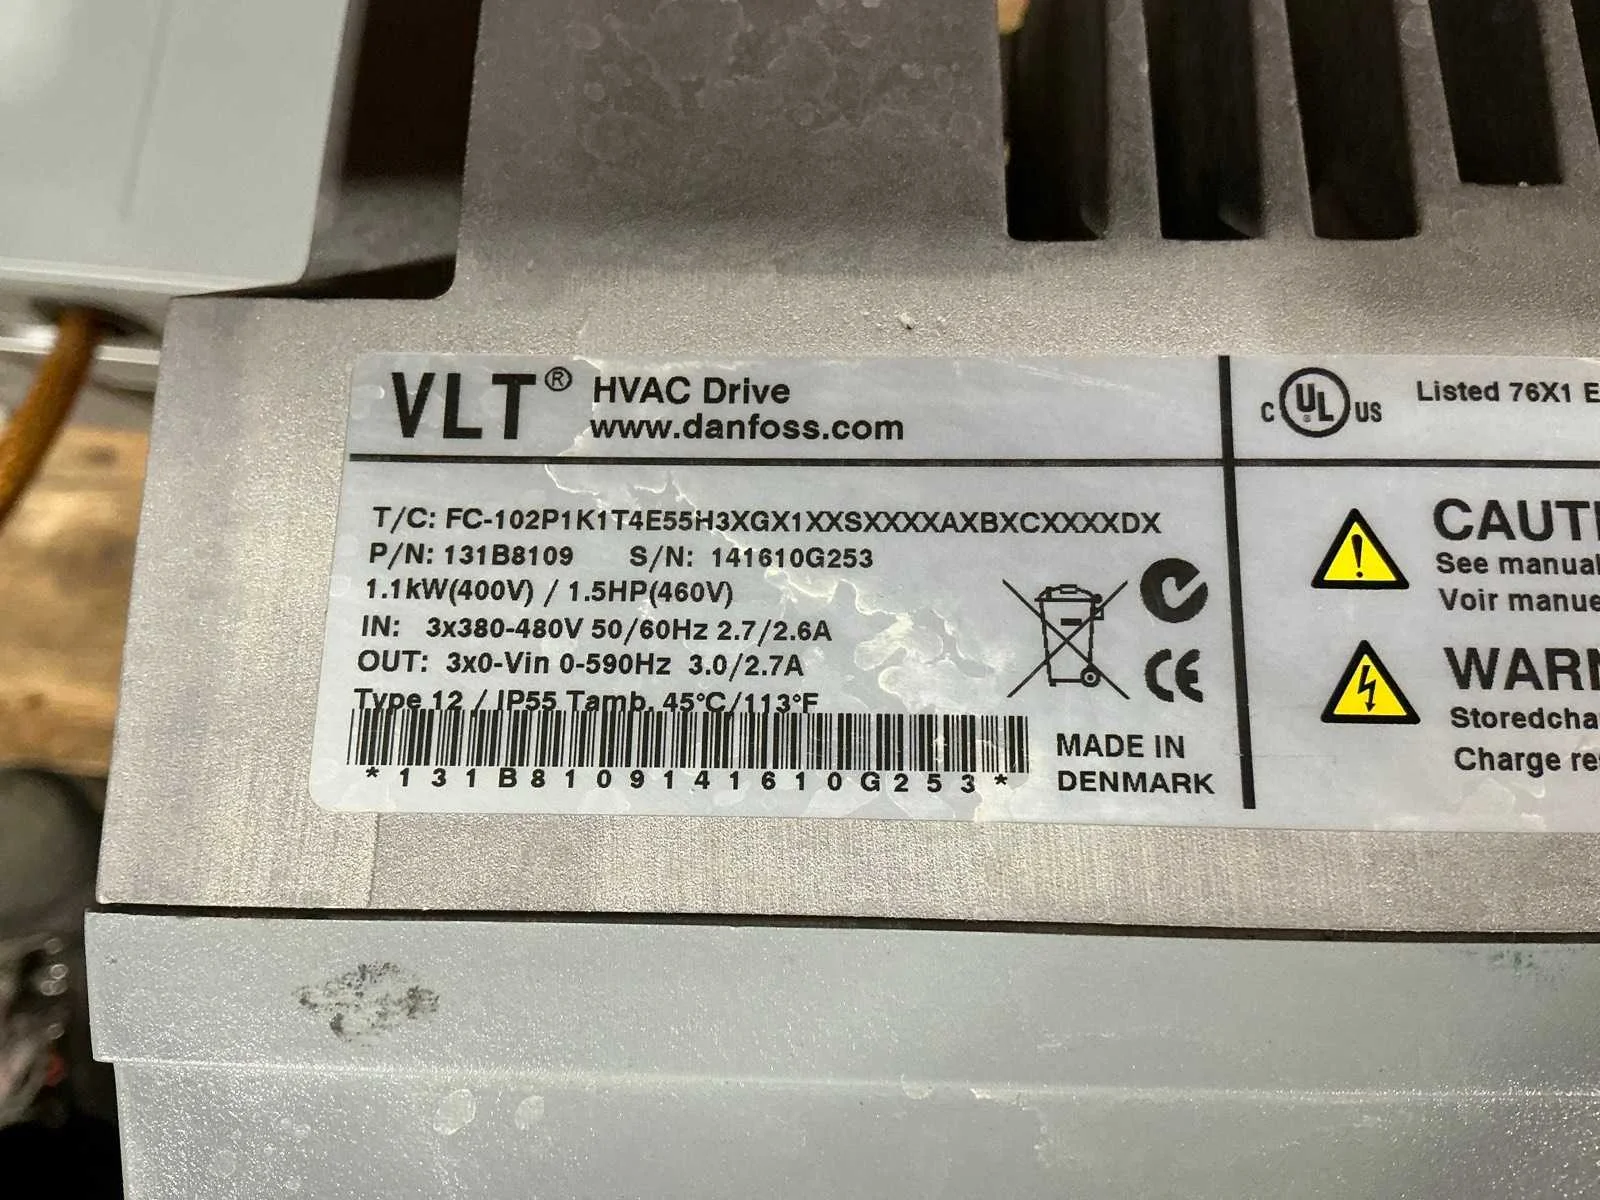 VLT® HVAC Drive
www.danfoss.com
T/C: FC-102P1K1T4E55H3XGX1XXSXXXXAXBXCXXXXDX
P/N: 131B8109 S/N: 141610G253
1.1kW(400V) / 1.5HP(460V)
IN: 3x380-480V 50/60Hz 2.7/2.6A
OUT: 3x0-Vin 0-590Hz 3.0/2.7A
Type 12 / IP55 Tamb. 45°C/113°F
*131B8109141610G253*
CE
MADE IN
DENMARK
C UL ® US
Listed 76X1 E
CAUTI
See manual
Voir manue
WARN
Storedcha
Charge re